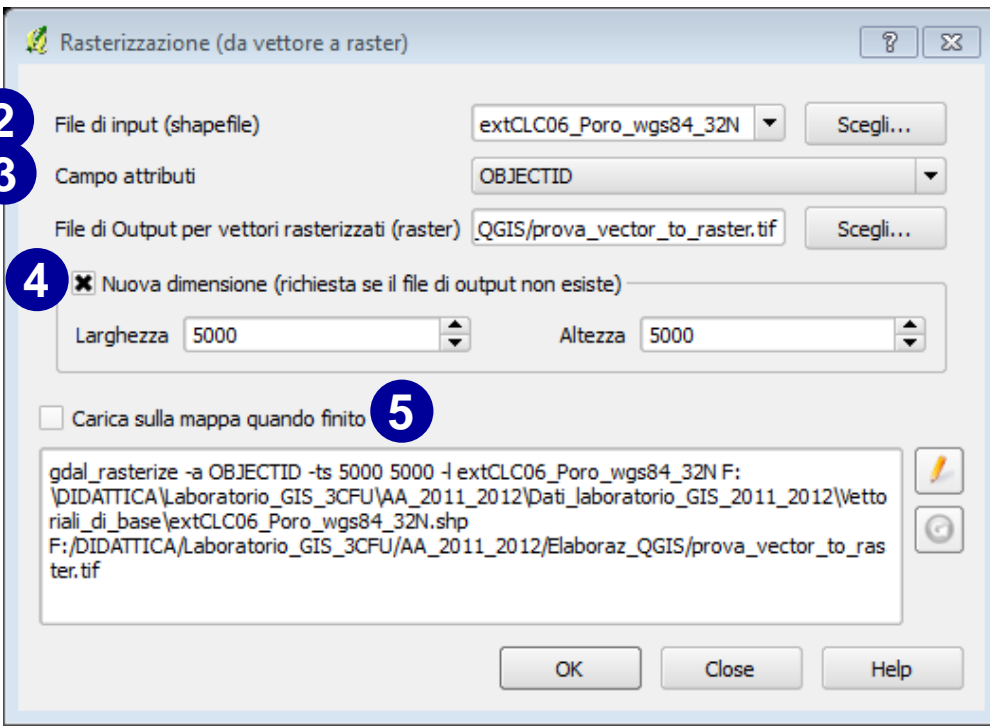 Rasterizzazione (da vettore a raster)
2
File di input (shapefile)
extCLC06_Poro_wgs84_32N
Scegli...
3
Campo attributi
OBJECTID
File di Output per vettori rasterizzati (raster)
_QGIS/prova_vector_to_raster.tif
Scegli...
4
Nuova dimensione (richiesta se il file di output non esiste)
Larghezza
5000
Altezza
5000
Carica sulla mappa quando finito
5
gdal_rasterize -a OBJECTID -ts 5000 5000 -l extCLC06_Poro_wgs84_32N F:
\DIDATTICA\Laboratorio_GIS_3CFU\AA_2011_2012\Dati_laboratorio_GIS_2011_2012\Vetto
riali_di_base\extCLC06_Poro_wgs84_32N.shp
F:/DIDATTICA/Laboratorio_GIS_3CFU/AA_2011_2012/Elaboraz_QGIS/prova_vector_to_ras
ter.tif
OK
Close
Help